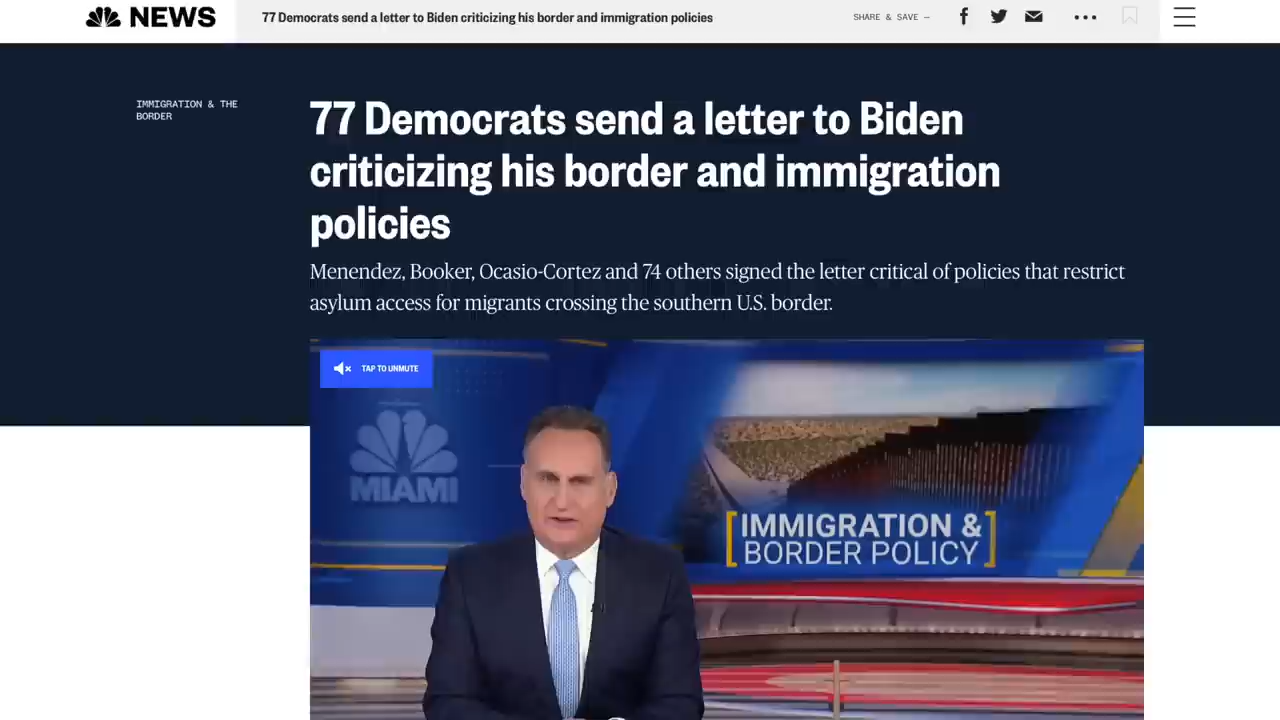 NEWS
77 Democrats send a letter to Biden criticizing his border and immigration policies
SHARE & SAVE —
IMMIGRATION & THE
BORDER
77 Democrats send a letter to Biden
criticizing his border and immigration
policies
Menendez, Booker, Ocasio-Cortez and 74 others signed the letter critical of policies that restrict
asylum access for migrants crossing the southern U.S. border.
TAP TO UNMUTE
MIAMI
[IMMIGRATION &
BORDER POLICY]